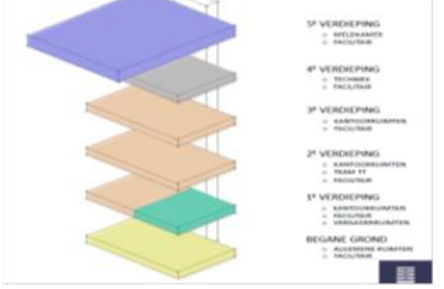 5e VERDIEPING
o MELDKAMER
o FACILITAIR
4e VERDIEPING
o TECHNIEK
o FACILITAIR
3e VERDIEPING
o KANTOORRUIMTEN
o FACILITAIR
2e VERDIEPING
o KANTOORRUIMTEN
o TEAM TT
o FACILITAIR
1e VERDIEPING
o KANTOORRUIMTEN
o FACILITAIR
o VERGADERRUIMTEN
BEGANE GROND
o ALGEMENE RUIMTEN
o FACILITAIR